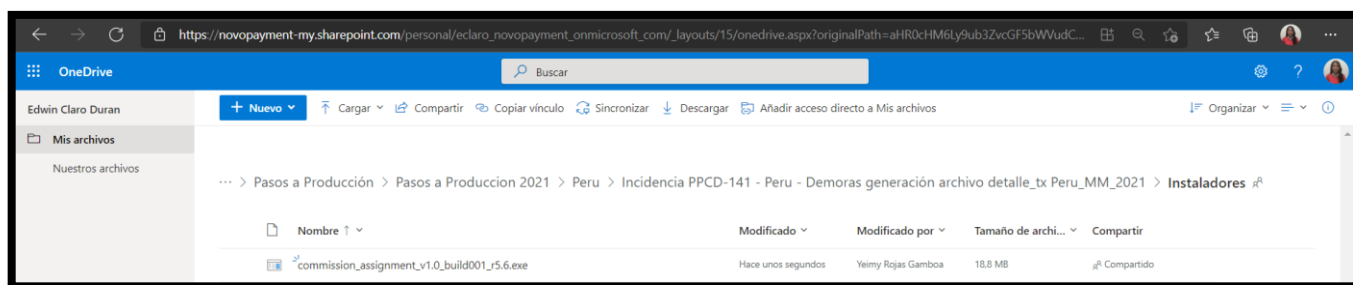 https://novopayment-my.sharepoint.com/personal/eclaro_novopayment_onmicrosoft_com/_layouts/15/onedrive.aspx?originalPath=aHR0cHM6Ly9ub3ZvcGF5bWVudC...
OneDrive
Buscar
Edwin Claro Duran
+ Nuevo Cargar Compartir Copiar vínculo Sincronizar Descargar Añadir acceso directo a Mis archivos Organizar
Mis archivos
Nuestros archivos
... > Pasos a Producción > Pasos a Produccion 2021 > Peru > Incidencia PPCD-141 - Peru - Demoras generación archivo detalle_tx Peru_MM_2021 > Instaladores
Nombre ↑ Modificado Modificado por Tamaño de archi... Compartir
commission_assignment_v1.0_build001_r5.6.exe Hace unos segundos Yeimy Rojas Gamboa 18,8 MB Compartido